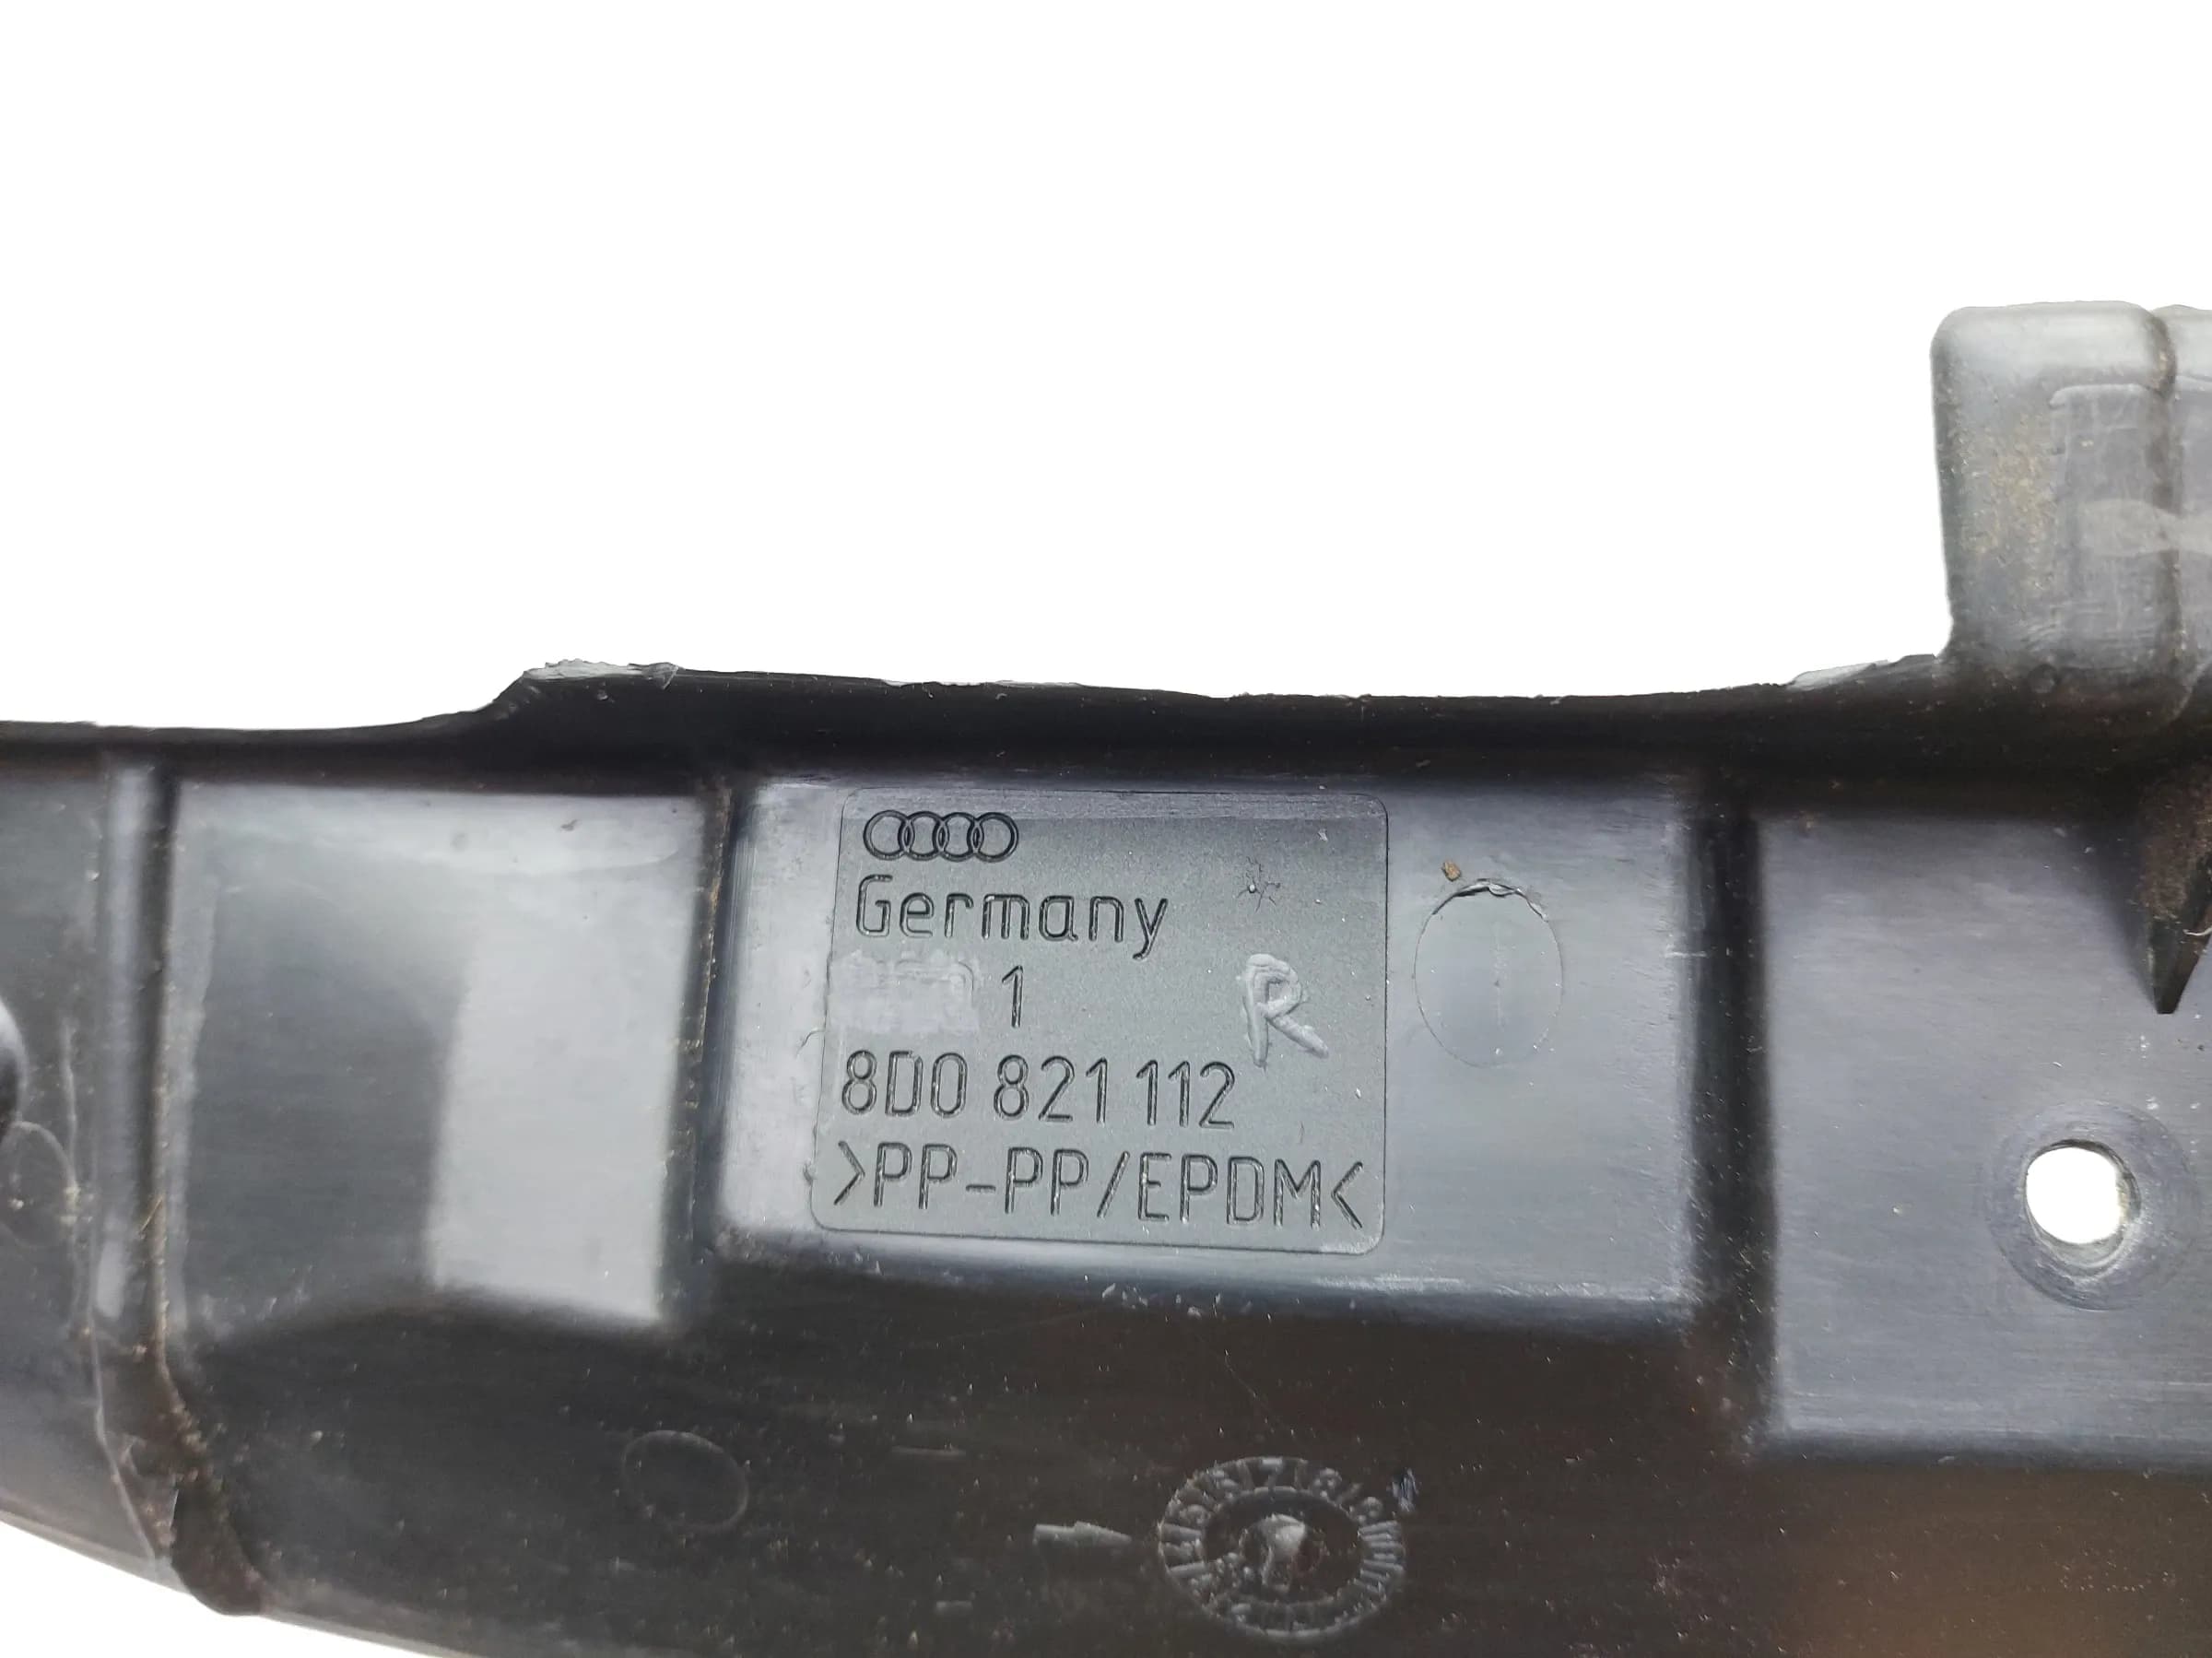 Germany
1
R
8D0 821 112
>PP-PP/EPDM<